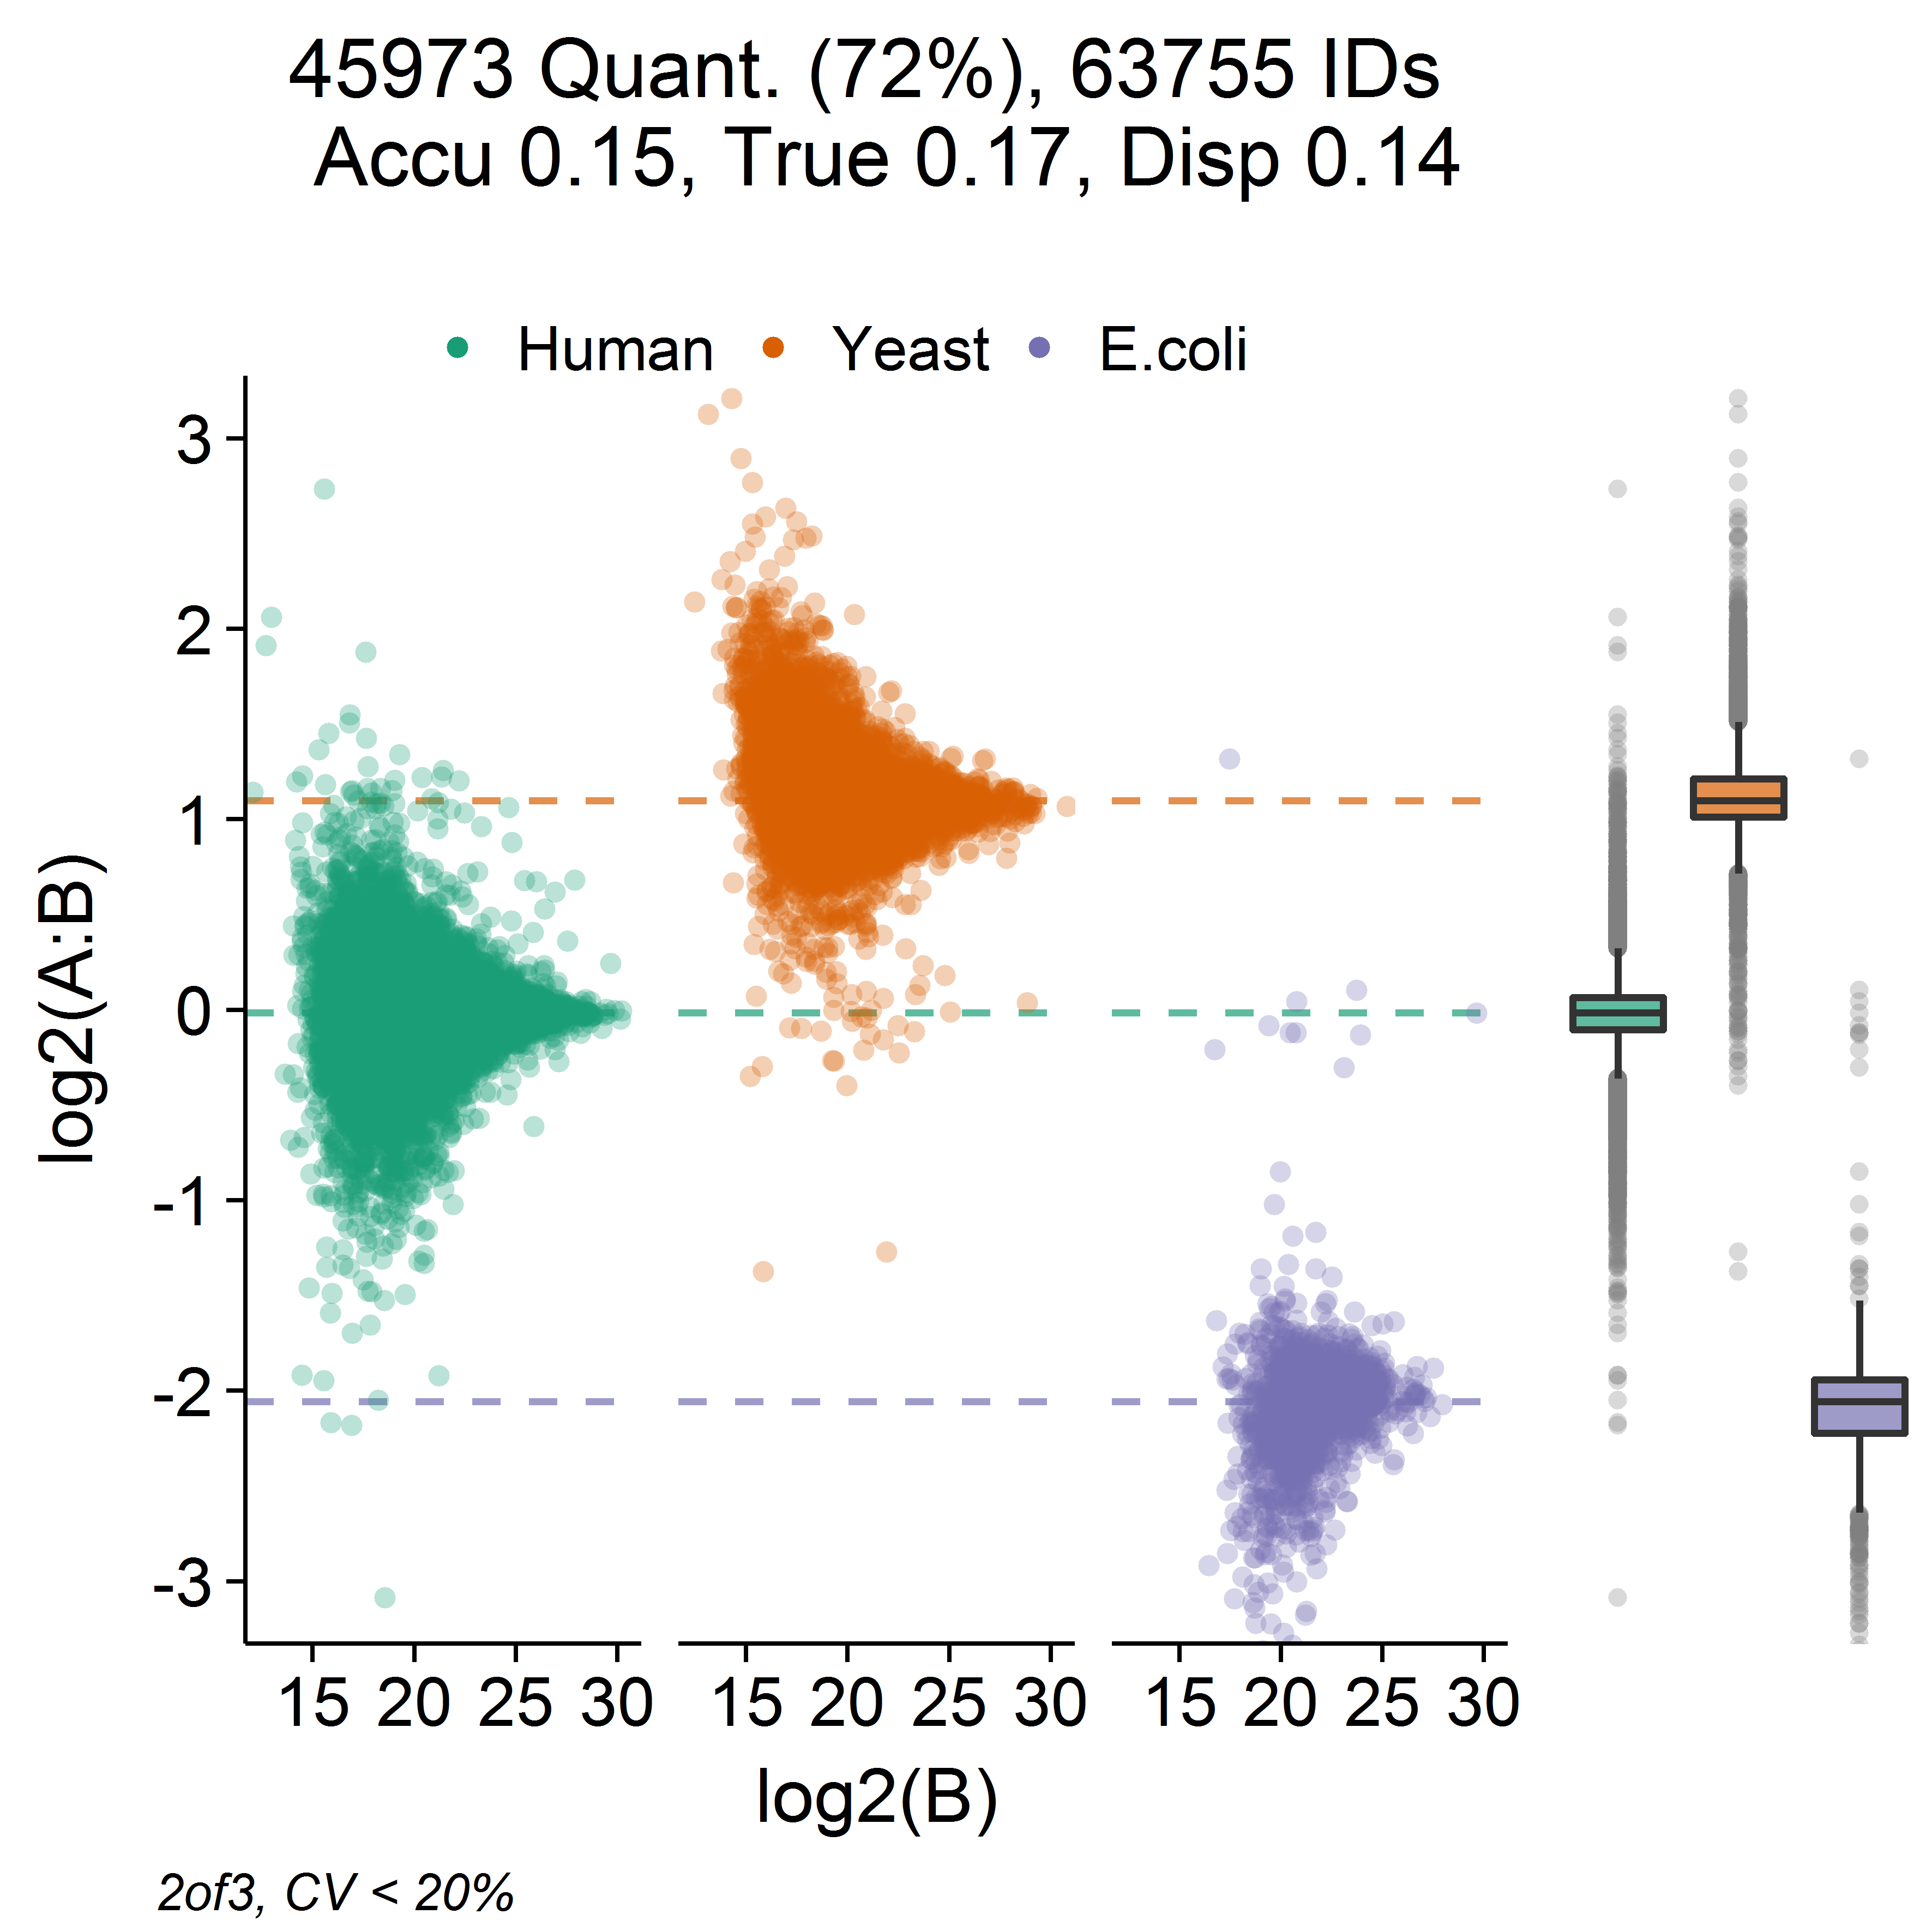 45973 Quant. (72%), 63755 IDs
Accu 0.15, True 0.17, Disp 0.14
Human Yeast E.coli
3
2
1
0
-1
-2
-3
log2(A:B)
15 20 25 30 15 20 25 30 15 20 25 30
log2(B)
2of3, CV < 20%